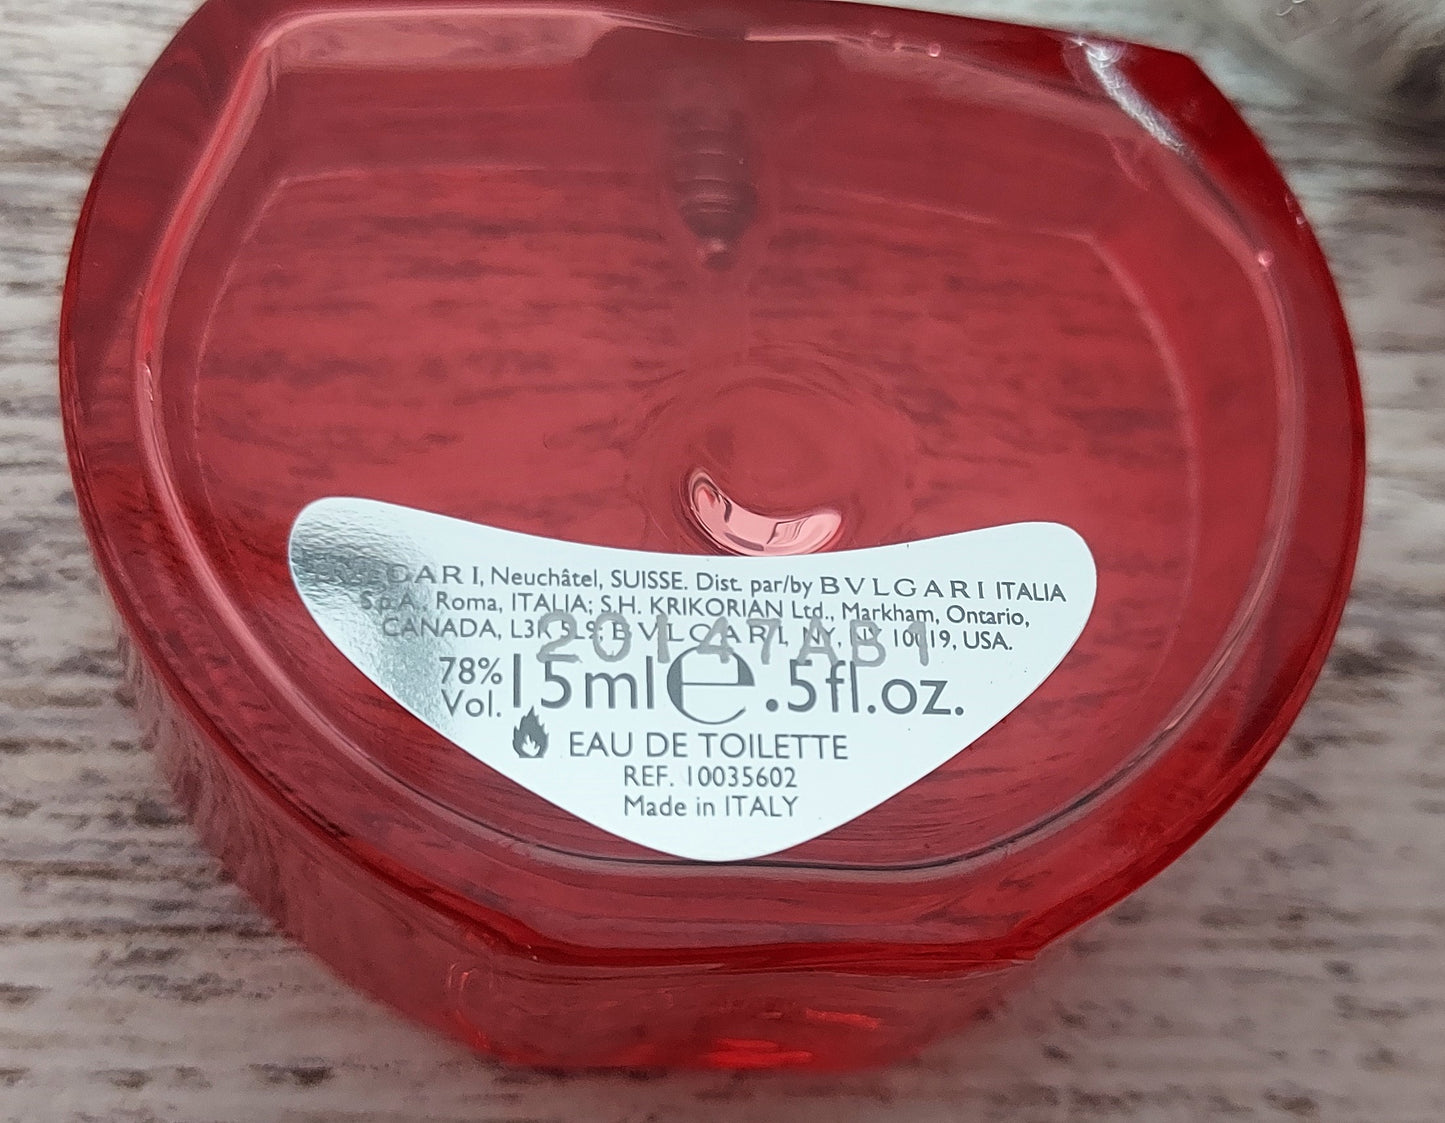 BVLGARI, Neuchâtel, SUISSE. Dist. par/by BVLGARI ITALIA
S.p.A., Roma, ITALIA; S.H. KRIKORIAN Ltd., Markham, Ontario,
CANADA, L3R 5L9; BVLGARI, NY, NY 10019, USA.
20147AB1
78% Vol. 15ml e .5fl.oz.
EAU DE TOILETTE
REF. 10035602
Made in ITALY